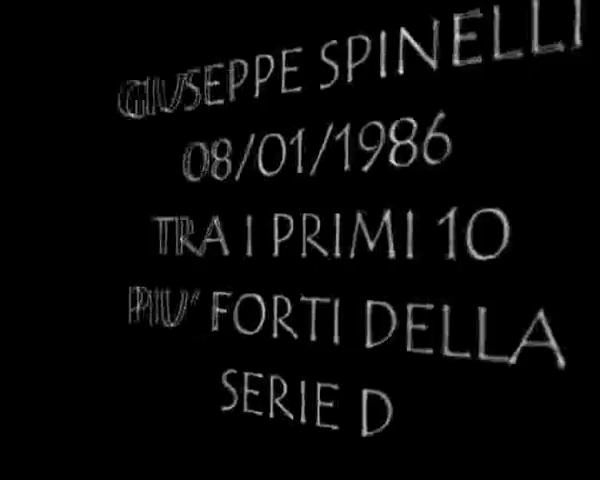 GIUSEPPE SPINELLI
08/01/1986
TRA I PRIMI 10
PIU' FORTI DELLA
SERIE D